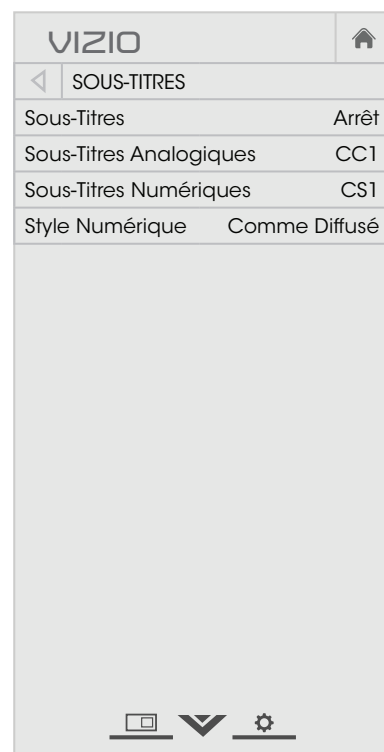 VIZIO
SOUS-TITRES
Sous-Titres Arrêt
Sous-Titres Analogiques CC1
Sous-Titres Numériques CS1
Style Numérique Comme Diffusé